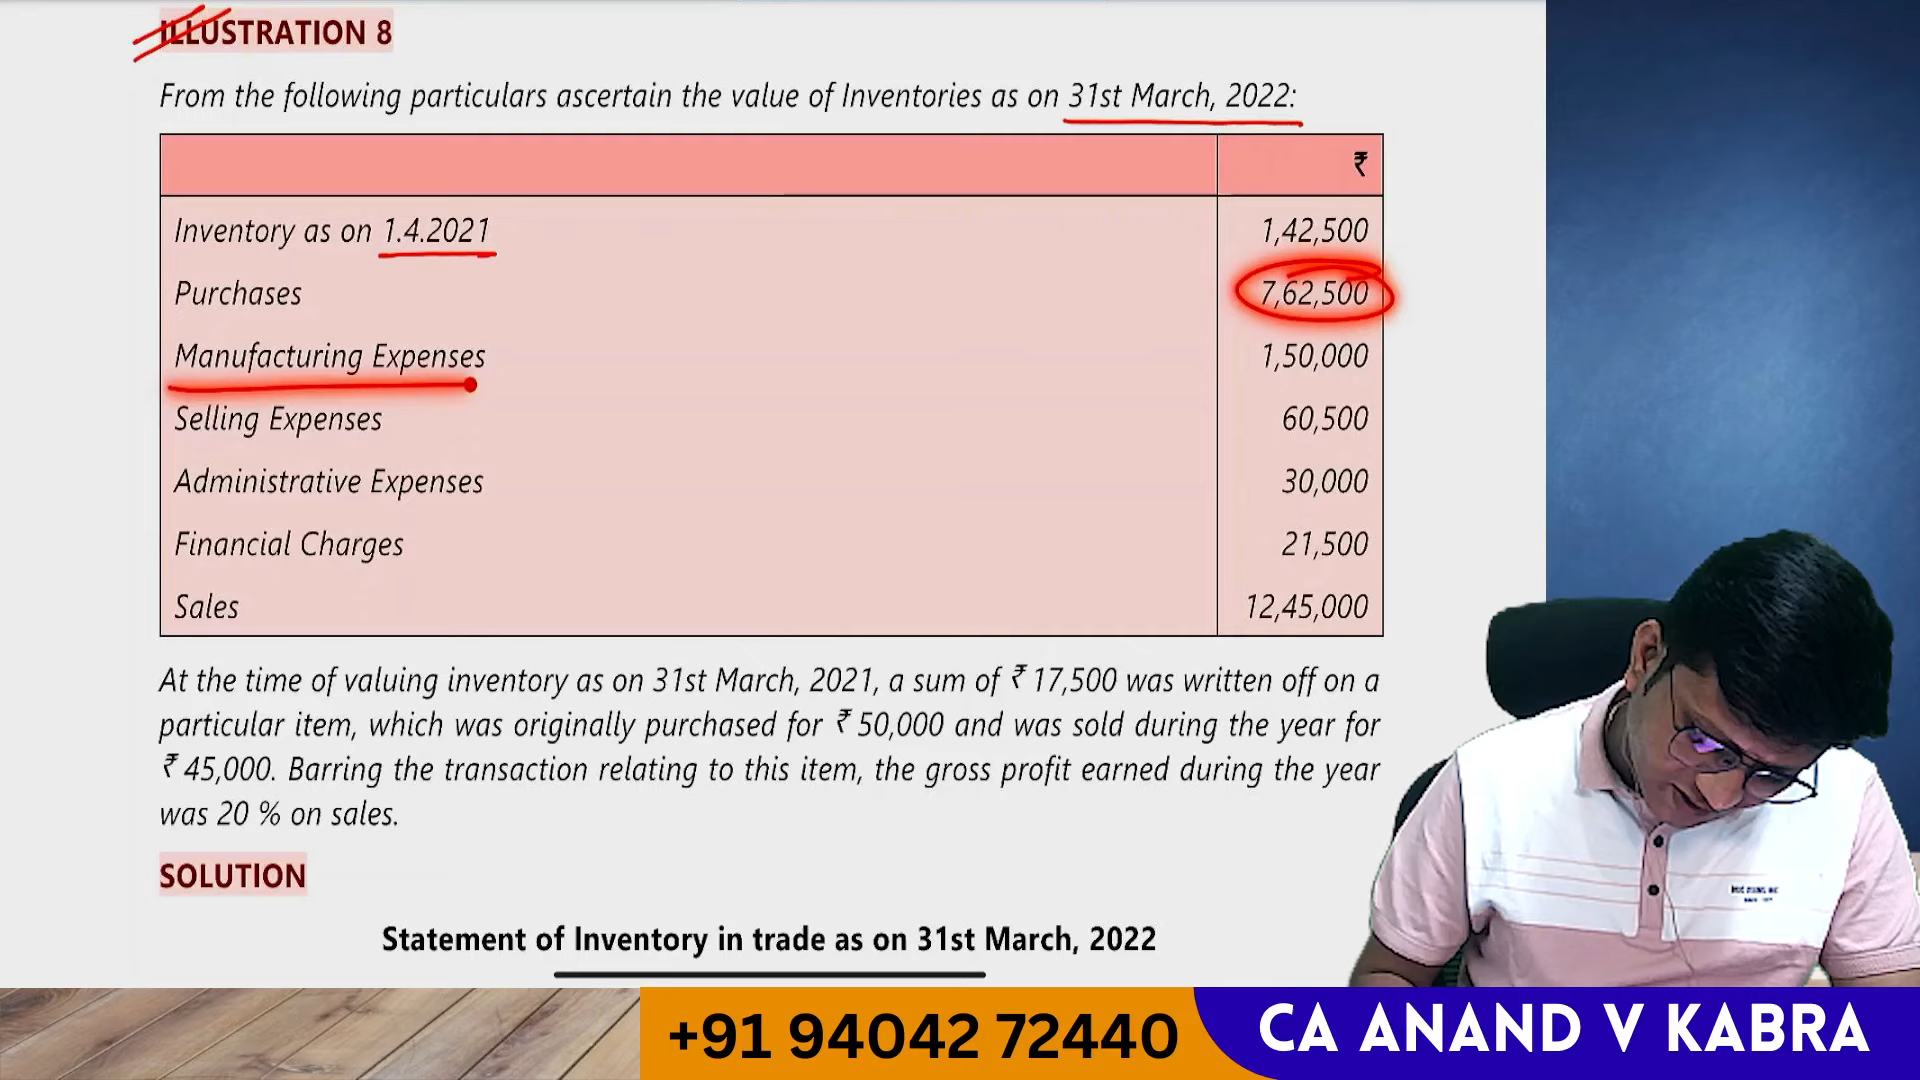 ILLUSTRATION 8
From the following particulars ascertain the value of Inventories as on 31st March, 2022:
₹
Inventory as on 1.4.2021 1,42,500
Purchases 7,62,500
Manufacturing Expenses 1,50,000
Selling Expenses 60,500
Administrative Expenses 30,000
Financial Charges 21,500
Sales 12,45,000
At the time of valuing inventory as on 31st March, 2021, a sum of ₹ 17,500 was written off on a
particular item, which was originally purchased for ₹ 50,000 and was sold during the year for
₹ 45,000. Barring the transaction relating to this item, the gross profit earned during the year
was 20 % on sales.
SOLUTION
Statement of Inventory in trade as on 31st March, 2022
+91 94042 72440
CA ANAND V KABRA